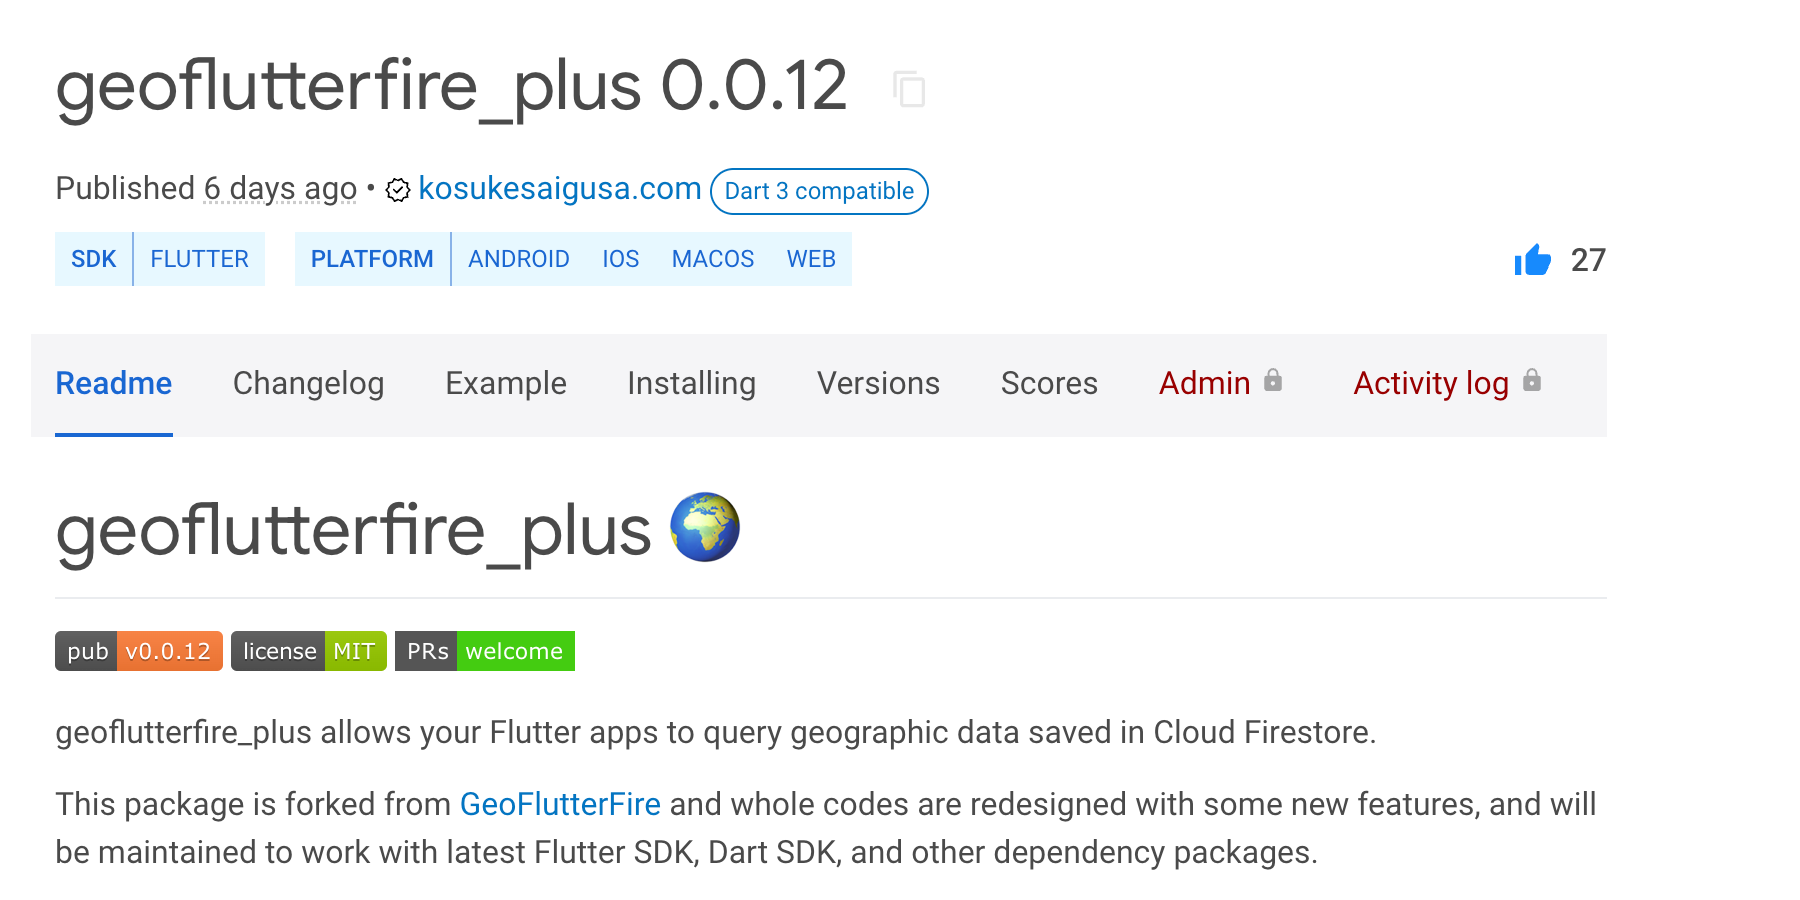 geoflutterfire_plus 0.0.12
Published 6 days ago • kosukesaigusa.com Dart 3 compatible
SDK FLUTTER PLATFORM ANDROID IOS MACOS WEB 27
Readme Changelog Example Installing Versions Scores Admin Activity log
geoflutterfire_plus
pub v0.0.12 license MIT PRs welcome
geoflutterfire_plus allows your Flutter apps to query geographic data saved in Cloud Firestore.
This package is forked from GeoFlutterFire and whole codes are redesigned with some new features, and will
be maintained to work with latest Flutter SDK, Dart SDK, and other dependency packages.